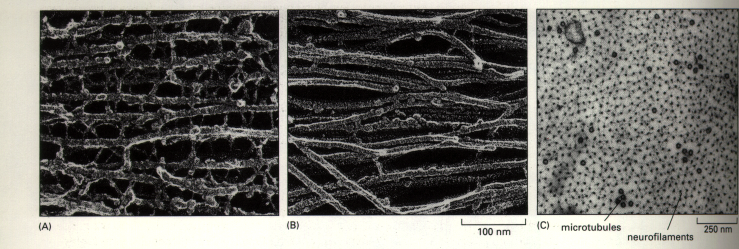 (A)
(B)
100 nm
(C)
microtubules
neurofilaments
250 nm